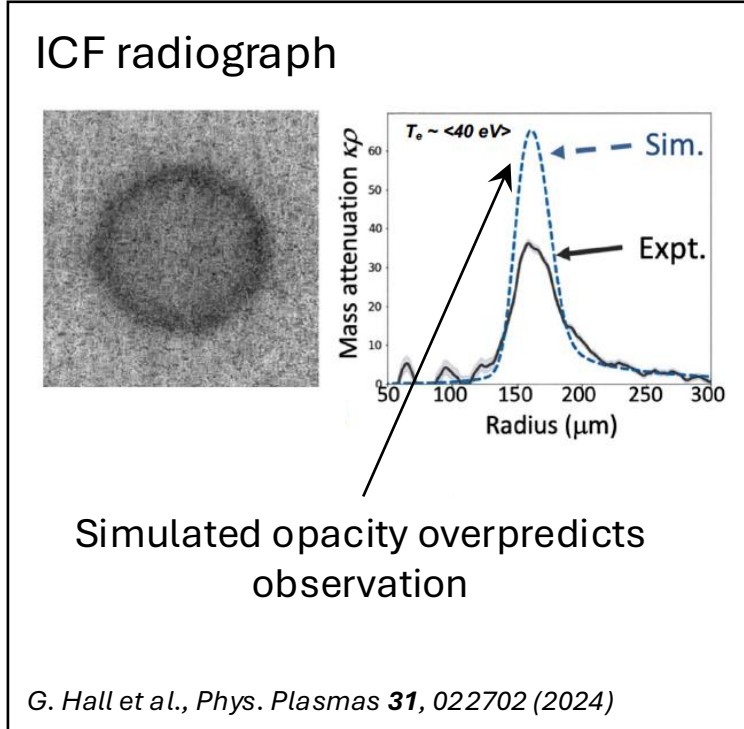 ICF radiograph
T_e ~ <40 eV>
Sim.
Expt.
Mass attenuation κρ
60
50
40
30
20
10
0
50 100 150 200 250 300
Radius (μm)
Simulated opacity overpredicts
observation
G. Hall et al., Phys. Plasmas 31, 022702 (2024)